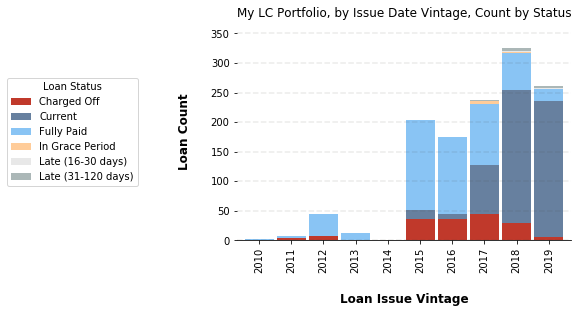 My LC Portfolio, by Issue Date Vintage, Count by Status
Loan Status
Charged Off
Current
Fully Paid
In Grace Period
Late (16-30 days)
Late (31-120 days)
Loan Count
350
300
250
200
150
100
50
0
2010
2011
2012
2013
2014
2015
2016
2017
2018
2019
Loan Issue Vintage